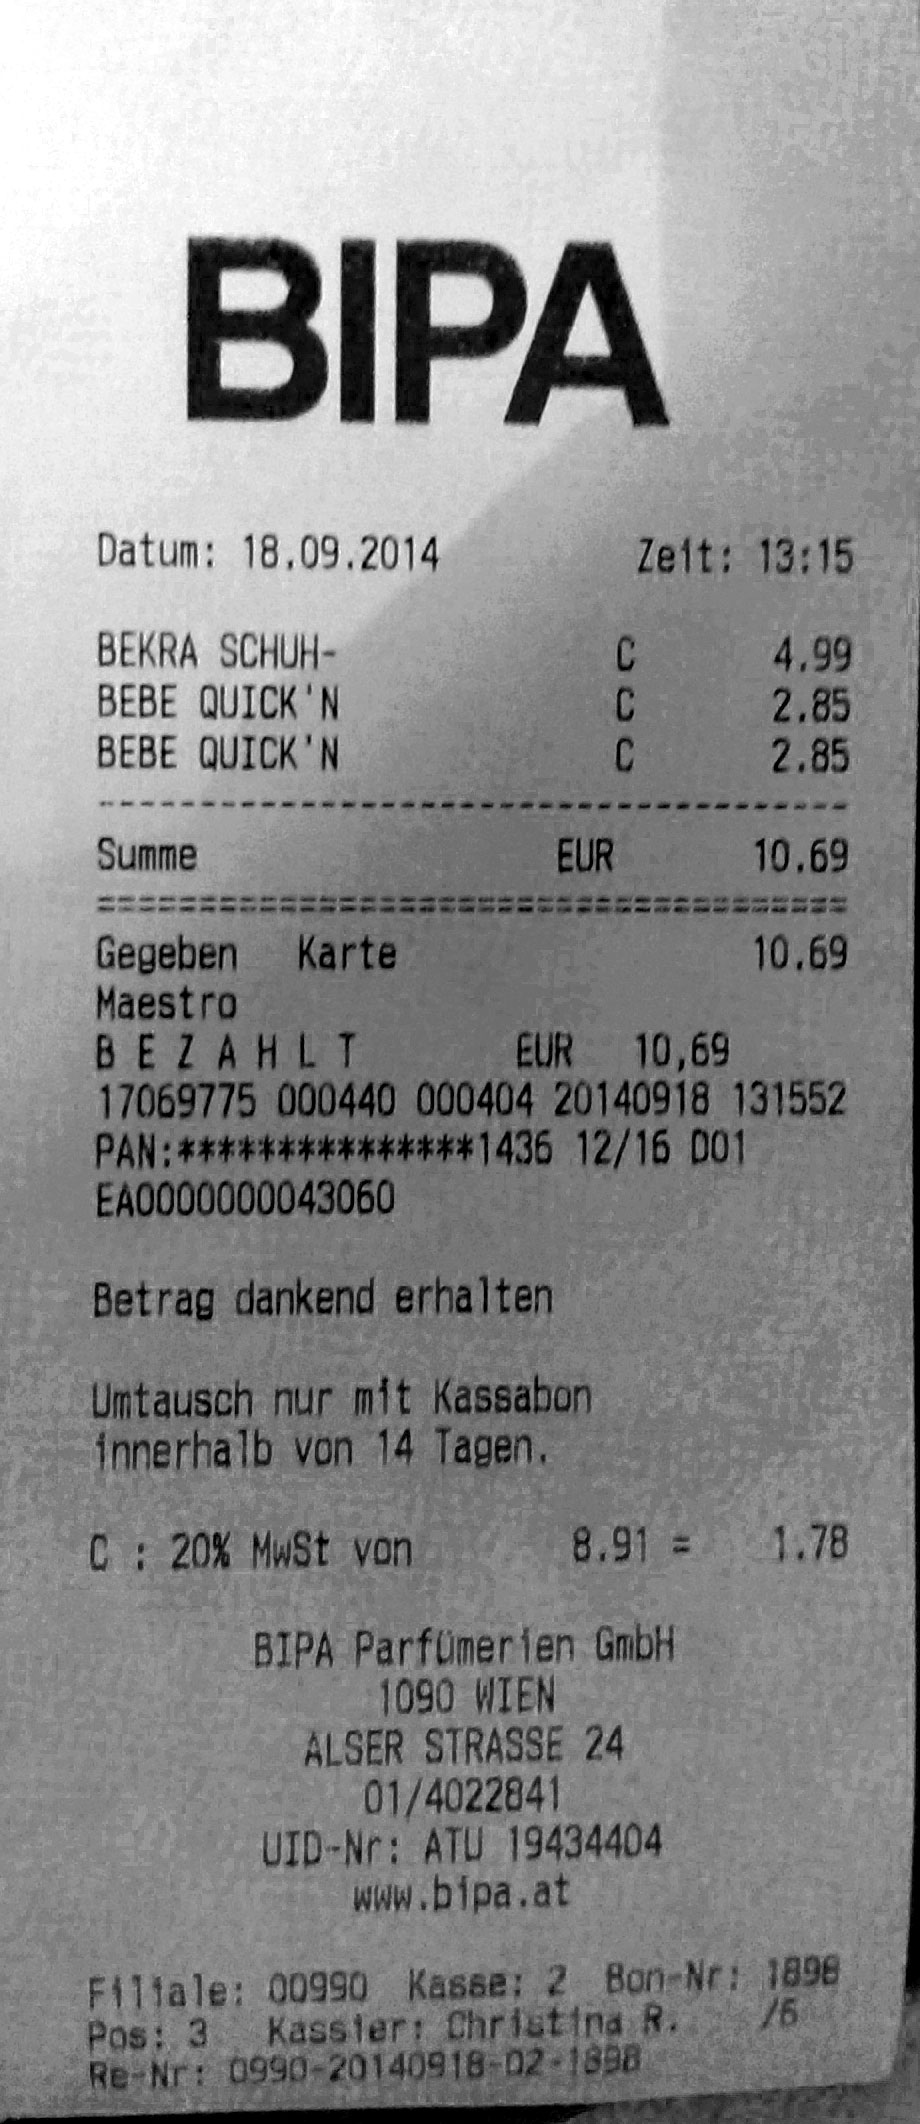 BIPA
Datum: 18.09.2014 Zeit: 13:15
BEKRA SCHUH- C 4.99
BEBE QUICK'N C 2.85
BEBE QUICK'N C 2.85
Summe EUR 10.69
Gegeben Karte 10.69
Maestro
B E Z A H L T EUR 10,69
17069775 000440 000404 20140918 131552
PAN:***************1436 12/16 D01
EA0000000043060
Betrag dankend erhalten
Umtausch nur mit Kassabon
innerhalb von 14 Tagen.
C : 20% MwSt von 8.91 = 1.78
BIPA Parfümerien GmbH
1090 WIEN
ALSER STRASSE 24
01/4022841
UID-Nr: ATU 19434404
www.bipa.at
Filiale: 00990 Kasse: 2 Bon-Nr: 1898
Pos: 3 Kassier: Christina R. /6
Re-Nr: 0990-20140918-02-1898